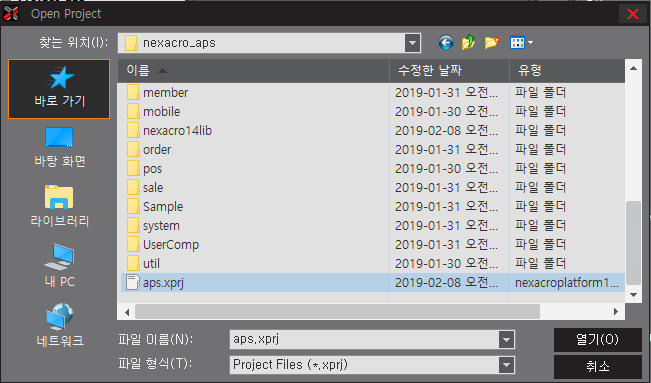 Open Project
찾는 위치(I):
nexacro_aps
이름
수정한 날짜
유형
member
2019-01-31 오전...
파일 폴더
mobile
2019-01-30 오전...
파일 폴더
nexacro14lib
2019-02-08 오전...
파일 폴더
order
2019-01-31 오전...
파일 폴더
pos
2019-01-30 오전...
파일 폴더
sale
2019-01-31 오전...
파일 폴더
Sample
2019-01-31 오전...
파일 폴더
system
2019-01-31 오전...
파일 폴더
UserComp
2019-01-31 오전...
파일 폴더
util
2019-01-30 오전...
파일 폴더
aps.xprj
2019-02-08 오전...
nexacroplatform1...
바로 가기
바탕 화면
라이브러리
내 PC
네트워크
파일 이름(N):
aps.xprj
열기(O)
파일 형식(T):
Project Files (*.xprj)
취소